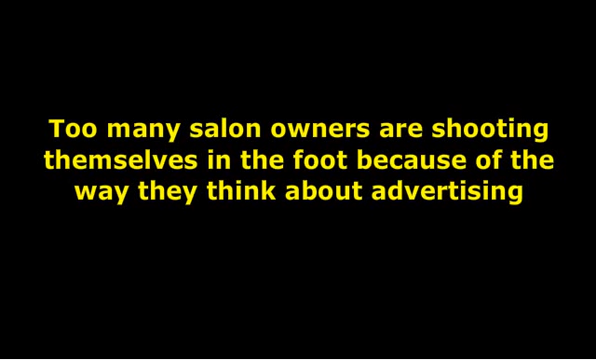 Too many salon owners are shooting
themselves in the foot because of the
way they think about advertising